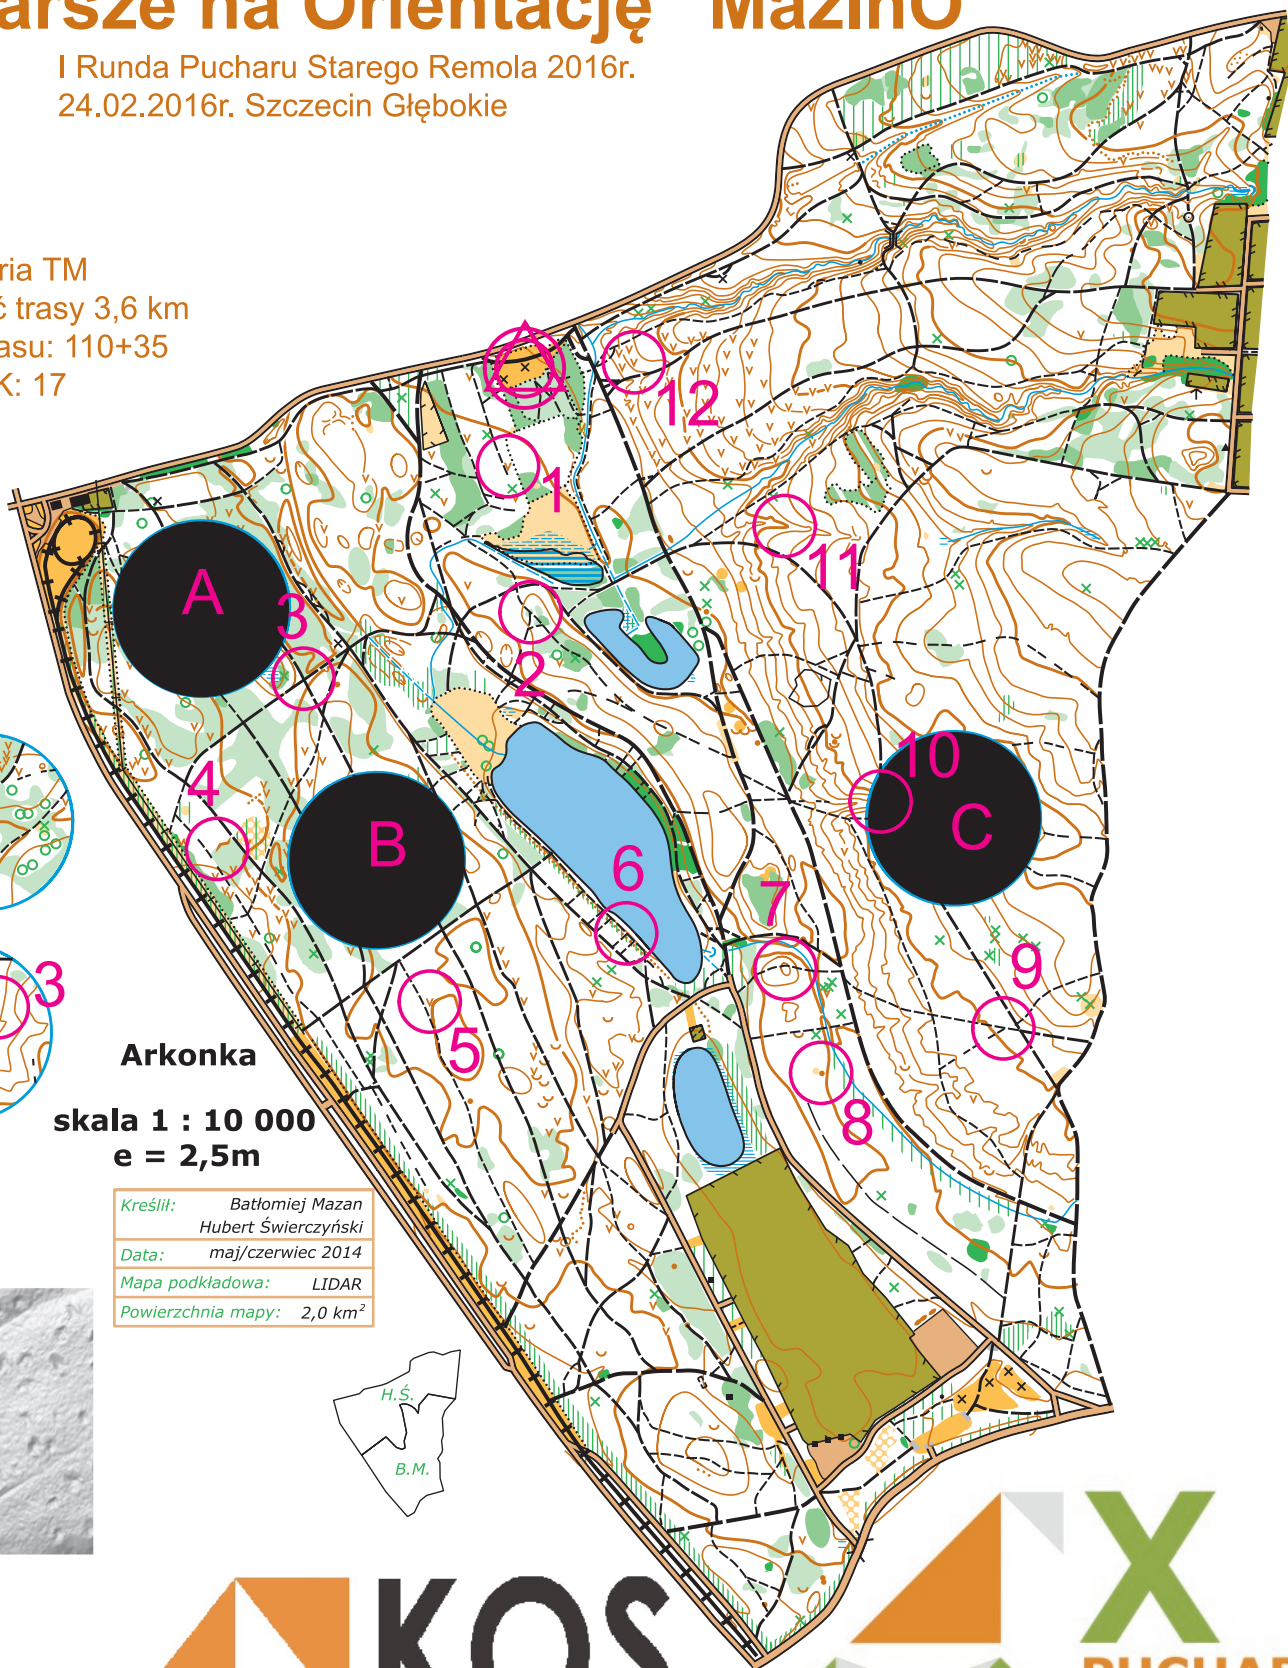 arsze na Orientację "MazInO"
I Runda Pucharu Starego Remola 2016r.
24.02.2016r. Szczecin Głębokie
ria TM
ć trasy 3,6 km
asu: 110+35
K: 17
12
1
11
A
3
2
10
4
C
B
6
7
9
3
5
8
Arkonka
skala 1 : 10 000
e = 2,5m
Kreślił: Batłomiej Mazan
Hubert Świerczyński
Data: maj/czerwiec 2014
Mapa podkładowa: LIDAR
Powierzchnia mapy: 2,0 km²
H.Ś.
B.M.
X
KOS
PUCHAR